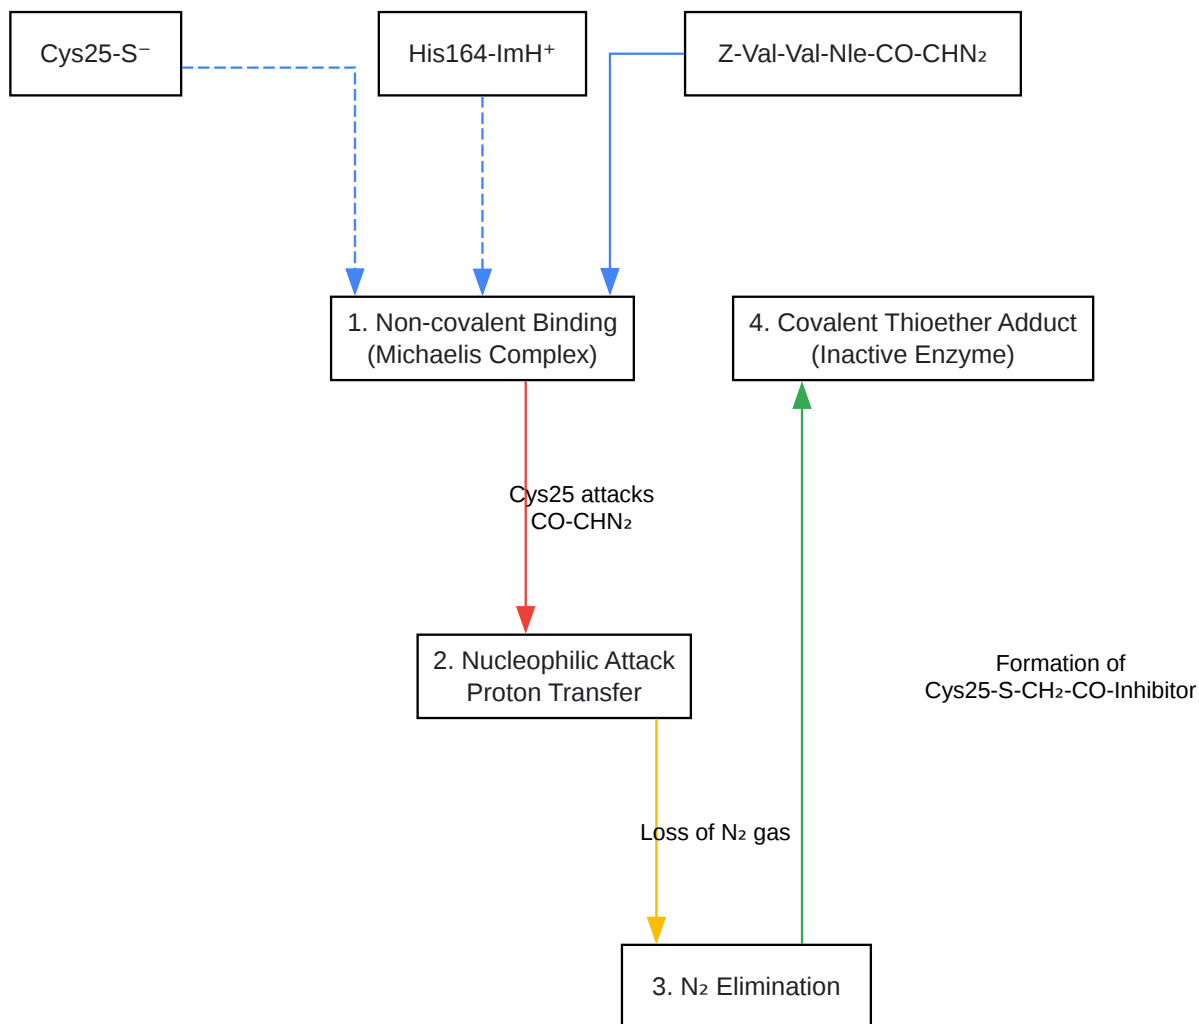 Cys25-S⁻
His164-ImH⁺
Z-Val-Val-Nle-CO-CHN₂
1. Non-covalent Binding
(Michaelis Complex)
4. Covalent Thioether Adduct
(Inactive Enzyme)
Cys25 attacks
CO-CHN₂
2. Nucleophilic Attack
Proton Transfer
Formation of
Cys25-S-CH₂-CO-Inhibitor
Loss of N₂ gas
3. N₂ Elimination